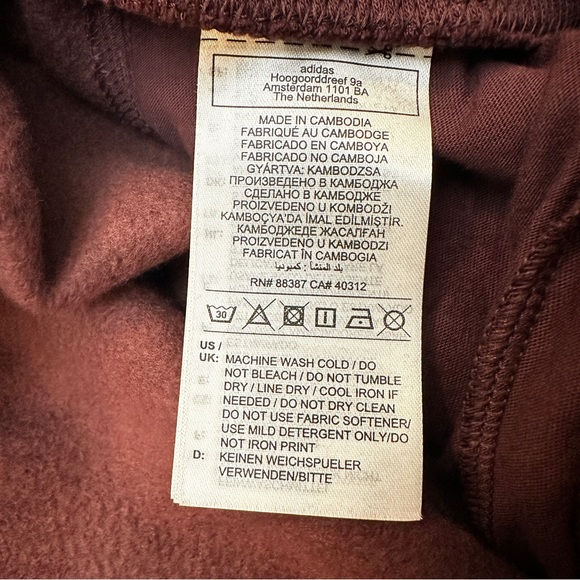 adidas
Hoogoorddreef 9a
Amsterdam 1101 BA
The Netherlands
MADE IN CAMBODIA
FABRIQUÉ AU CAMBODGE
FABRICADO EN CAMBOYA
FABRICADO NO CAMBOJA
GYÁRTVA: KAMBODZSA
ПРОИЗВЕДЕНО В КАМБОДЖА
СДЕЛАНО В КАМБОДЖЕ
PROIZVEDENO U KOMBODŽI
KAMBOÇYA'DA İMAL EDİLMİŞTİR.
КАМБОДЖЕДЕ ЖАСАЛҒАН
PROIZVEDENO U KAMBODZI
FABRICAT ÎN CAMBOGIA
بلد المنشأ : كمبوديا
RN# 88387 CA# 40312
30
US /
UK: MACHINE WASH COLD / DO
NOT BLEACH / DO NOT TUMBLE
DRY / LINE DRY / COOL IRON IF
NEEDED / DO NOT DRY CLEAN
DO NOT USE FABRIC SOFTENER/
USE MILD DETERGENT ONLY/DO
NOT IRON PRINT
D: KEINEN WEICHSPUELER
VERWENDEN/BITTE